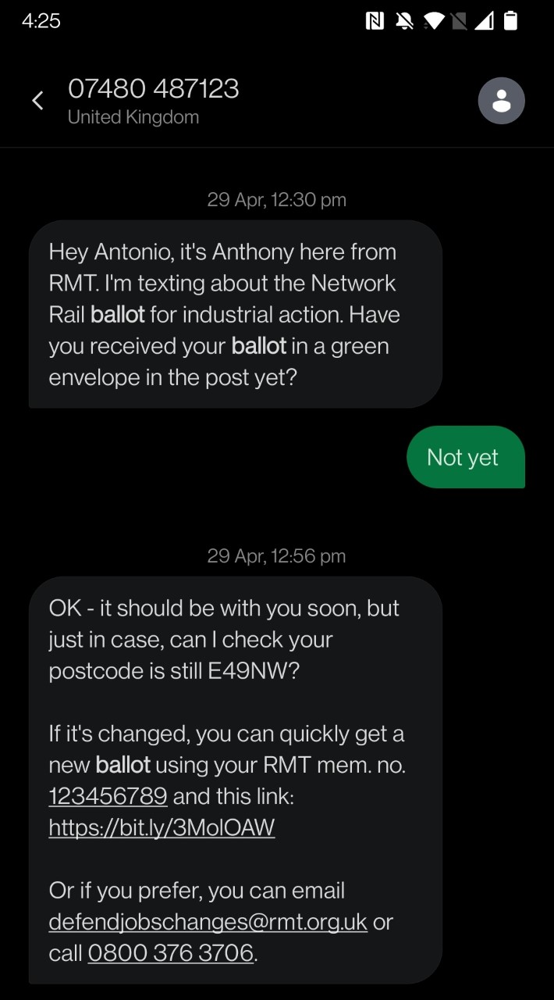 4:25
07480 487123
United Kingdom
29 Apr, 12:30 pm
Hey Antonio, it's Anthony here from
RMT. I'm texting about the Network
Rail ballot for industrial action. Have
you received your ballot in a green
envelope in the post yet?
Not yet
29 Apr, 12:56 pm
OK - it should be with you soon, but
just in case, can I check your
postcode is still E49NW?
If it's changed, you can quickly get a
new ballot using your RMT mem. no.
123456789 and this link:
https://bit.ly/3MolOAW
Or if you prefer, you can email
defendjobschanges@rmt.org.uk or
call 0800 376 3706.